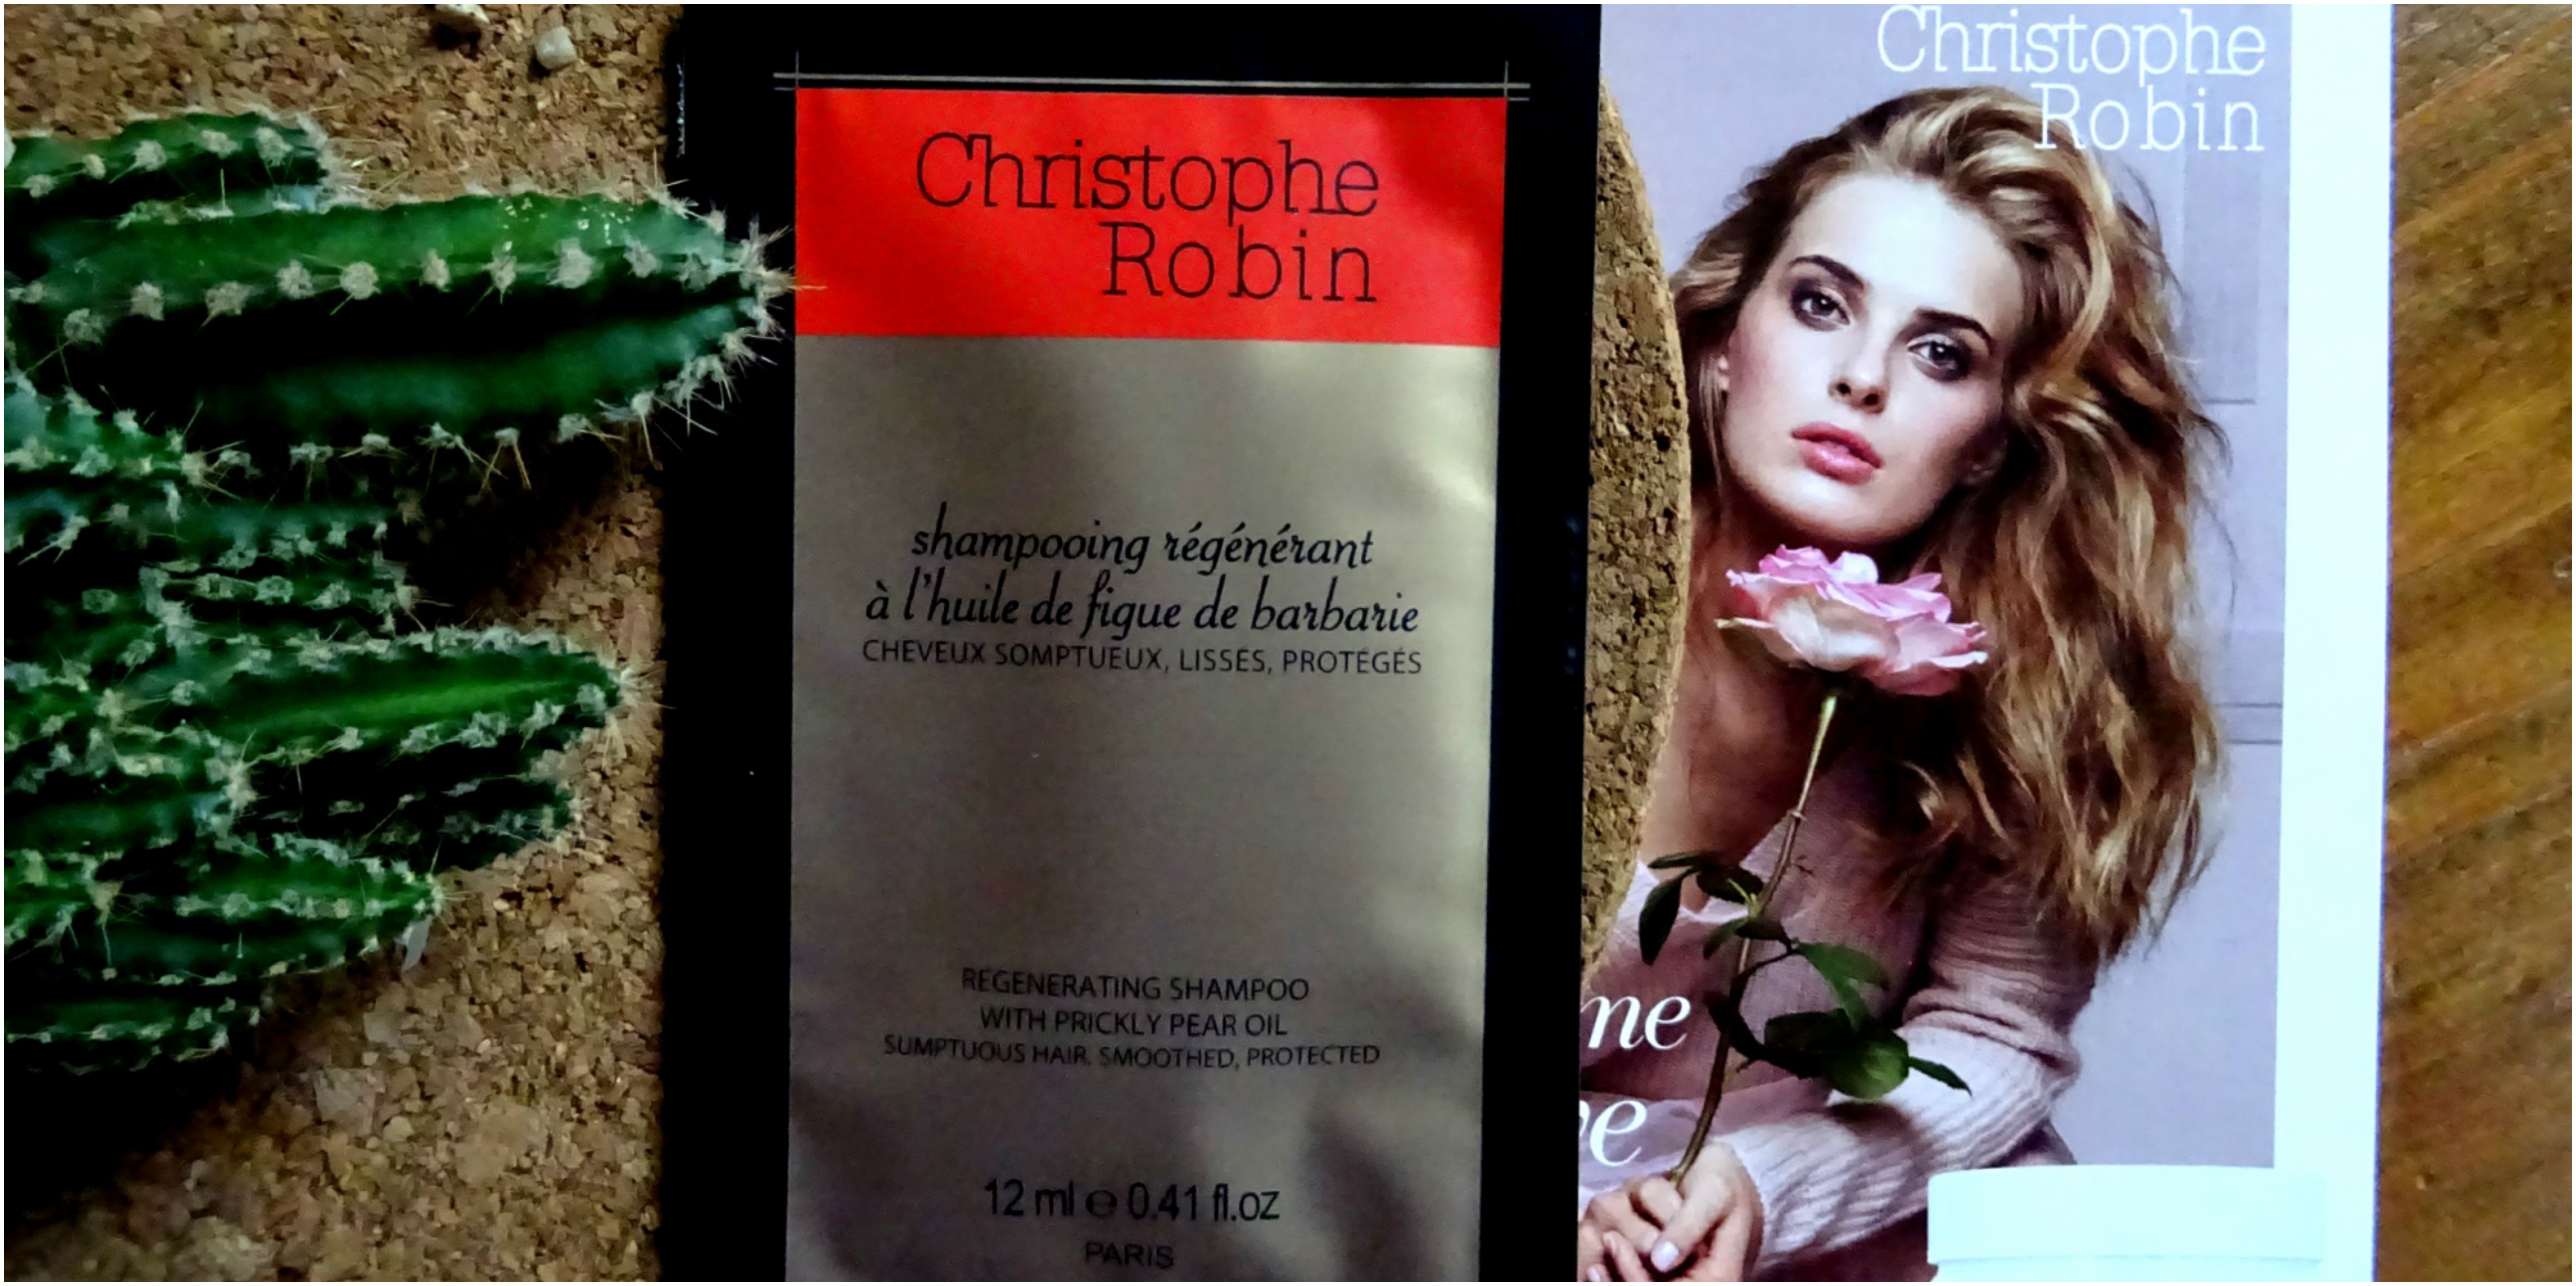 Christophe
Robin
shampooing régénérant
à l'huile de figue de barbarie
CHEVEUX SOMPTUEUX, LISSÉS, PROTÉGÉS
REGENERATING SHAMPOO
WITH PRICKLY PEAR OIL
SUMPTUOUS HAIR, SMOOTHED, PROTECTED
12 ml e 0.41 fl.oz
PARIS
Christophe
Robin